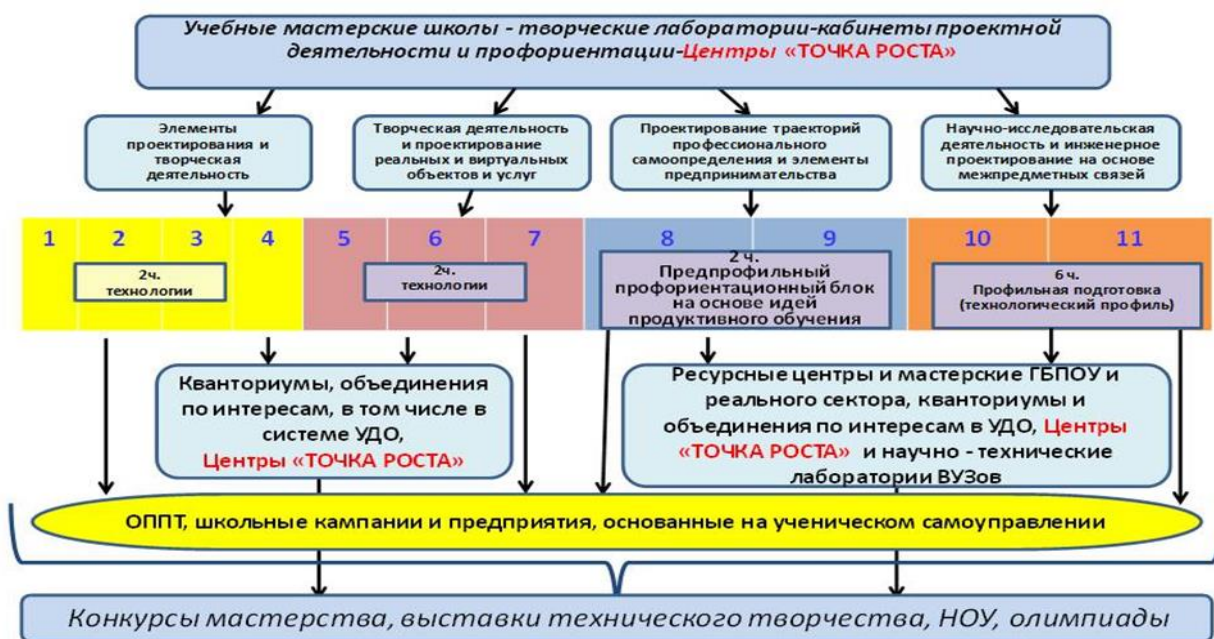 Учебные мастерские школы - творческие лаборатории-кабинеты проектной
деятельности и профориентации-Центры «ТОЧКА РОСТА»
Элементы
проектирования и
творческая
деятельность
Творческая деятельность
и проектирование
реальных и виртуальных
объектов и услуг
Проектирование траекторий
профессионального
самоопределения и элементы
предпринимательства
Научно-исследовательская
деятельность и инженерное
проектирование на основе
межпредметных связей
1 2 3 4 5 6 7 8 9 10 11
2ч.
технологии
2ч.
технологии
2 ч.
Предпрофильный
профориентационный блок
на основе идей
продуктивного обучения
6 ч.
Профильная подготовка
(технологический профиль)
Кванториумы, объединения
по интересам, в том числе в
системе УДО,
Центры «ТОЧКА РОСТА»
Ресурсные центры и мастерские ГБПОУ и
реального сектора, кванториумы и
объединения по интересам в УДО, Центры
«ТОЧКА РОСТА» и научно - технические
лаборатории ВУЗов
ОППТ, школьные кампании и предприятия, основанные на ученическом самоуправлении
Конкурсы мастерства, выставки технического творчества, НОУ, олимпиады